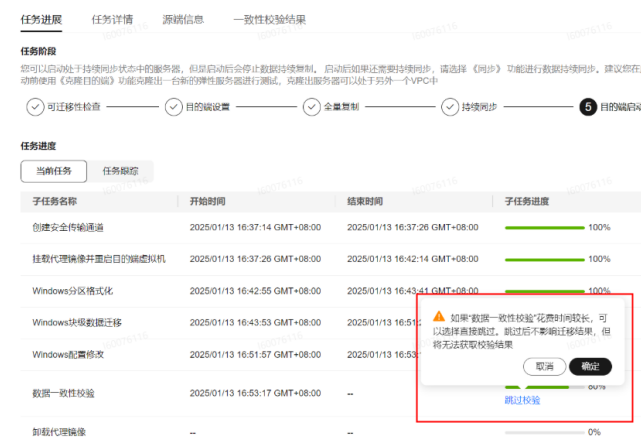 任务进展 任务详情 源端信息 一致性校验结果
任务阶段
您可以启动处于持续同步状态中的服务器，但是启动后会停止数据持续复制。 启动后如果还需要持续同步，请选择 《同步》 功能进行数据持续同步。建议您在
动前使用《克隆目的端》功能克隆出一台新的弹性服务器进行测试，克隆出服务器可以处于另外一个VPC中
可迁移性检查 目的端设置 全量复制 持续同步 5 目的端启动
任务进度
当前任务 任务跟踪
子任务名称 开始时间 结束时间 子任务进度
创建安全传输通道 2025/01/13 16:37:14 GMT+08:00 2025/01/13 16:37:26 GMT+08:00 100%
挂载代理镜像并重启目的端虚拟机 2025/01/13 16:37:26 GMT+08:00 2025/01/13 16:42:14 GMT+08:00 100%
Windows分区格式化 2025/01/13 16:42:55 GMT+08:00 2025/01/13 16:43:41 GMT+08:00 100%
Windows块级数据迁移 2025/01/13 16:43:53 GMT+08:00 2025/01/13 16:51:2
Windows配置修改 2025/01/13 16:51:57 GMT+08:00 2025/01/13 16:53:
如果“数据一致性校验”花费时间较长，可
以选择直接跳过。跳过后不影响迁移结果，但
将无法获取校验结果
取消 确定
数据一致性校验 2025/01/13 16:53:17 GMT+08:00 -- 80%
跳过校验
卸载代理镜像 -- -- 0%